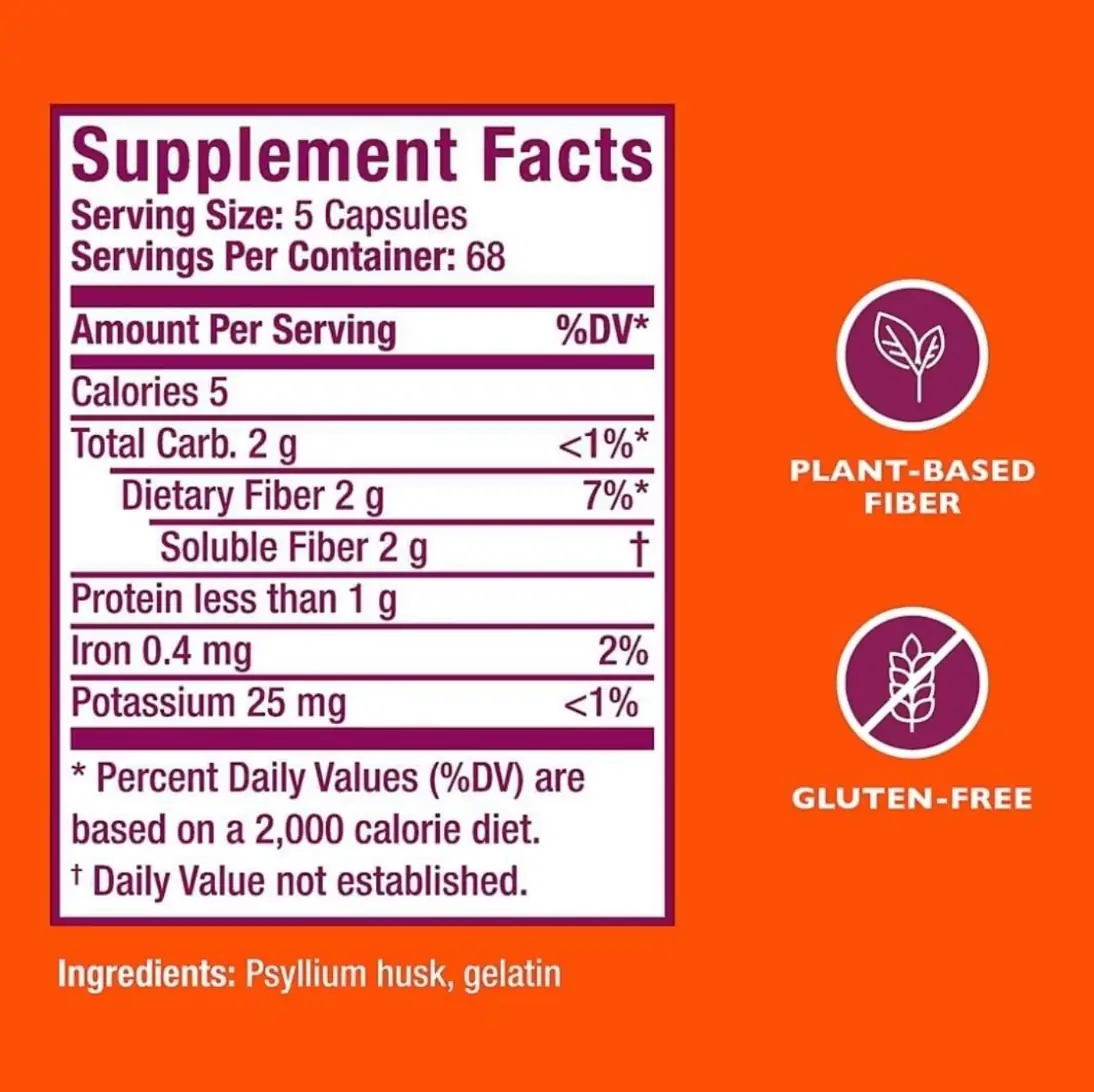 Supplement Facts
Serving Size: 5 Capsules
Servings Per Container: 68
Amount Per Serving %DV*
Calories 5
Total Carb. 2 g <1%*
Dietary Fiber 2 g 7%*
Soluble Fiber 2 g †
Protein less than 1 g
Iron 0.4 mg 2%
Potassium 25 mg <1%
* Percent Daily Values (%DV) are
based on a 2,000 calorie diet.
† Daily Value not established.
Ingredients: Psyllium husk, gelatin
PLANT-BASED
FIBER
GLUTEN-FREE